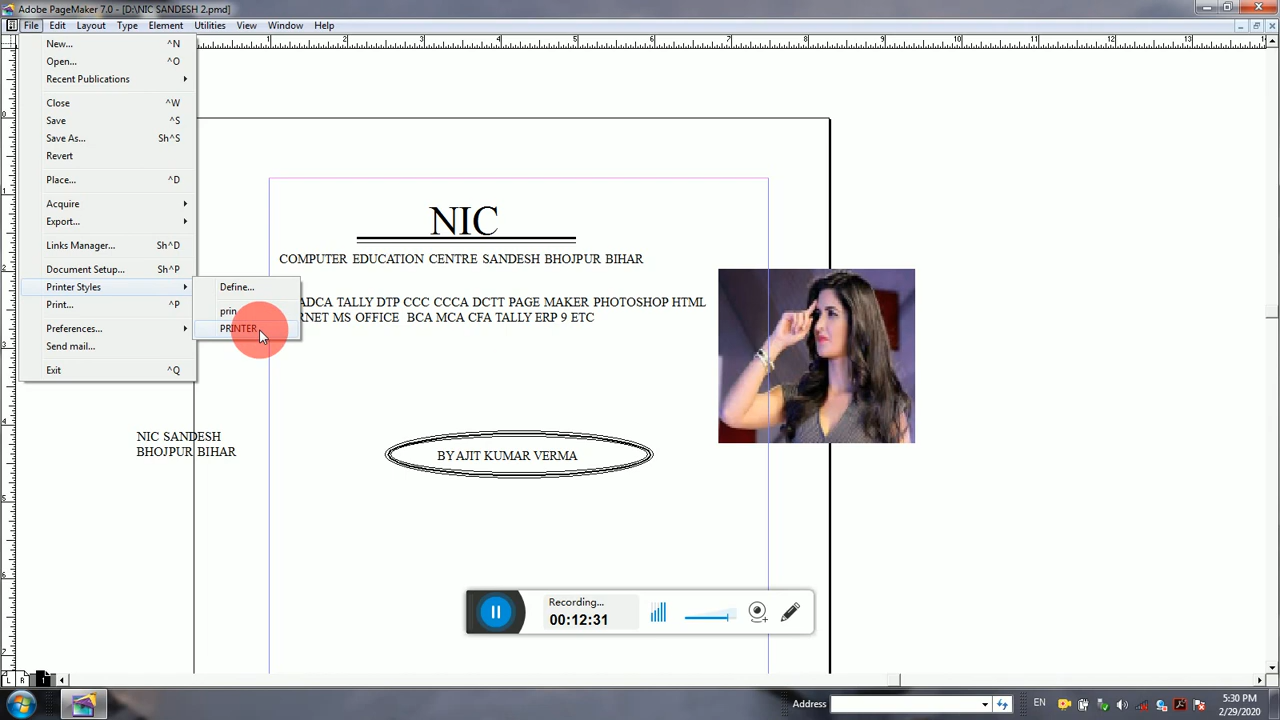 Adobe PageMaker 7.0 - [D:\NIC SANDESH 2.pmd]
File Edit Layout Type Element Utilities View Window Help
New... ^N
Open... ^O
Recent Publications
Close ^W
Save ^S
Save As... Sh^S
Revert
Place... ^D
Acquire
Export...
Links Manager... Sh^D
Document Setup... Sh^P
Printer Styles
Print... ^P
Preferences...
Send mail...
Exit ^Q
Define...
prin
PRINTER
NIC
COMPUTER EDUCATION CENTRE SANDESH BHOJPUR BIHAR
ADCA TALLY DTP CCC CCCA DCTT PAGE MAKER PHOTOSHOP HTML
RNET MS OFFICE BCA MCA CFA TALLY ERP 9 ETC
NIC SANDESH
BHOJPUR BIHAR
BY AJIT KUMAR VERMA
Recording...
00:12:31
L R 1
Address
EN
5:30 PM
2/29/2020